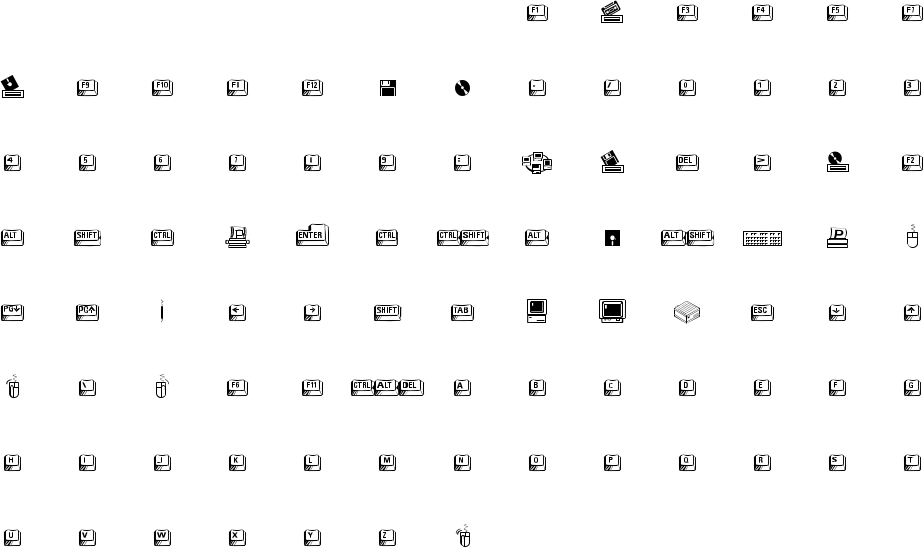 F1 F3 F4 F5 F7
F9 F10 F8 F12 - / 0 1 2 3
4 5 6 7 8 9 : DEL > F2
ALT SHIFT CTRL ENTER CTRL CTRL SHIFT ALT ALT SHIFT P
PG↓ PG↑ ← → SHIFT TAB ESC ↓ ↑
\ F6 F11 CTRL ALT DEL A B C D E F G
H I J K L M N O P Q R S T
U V W X Y Z